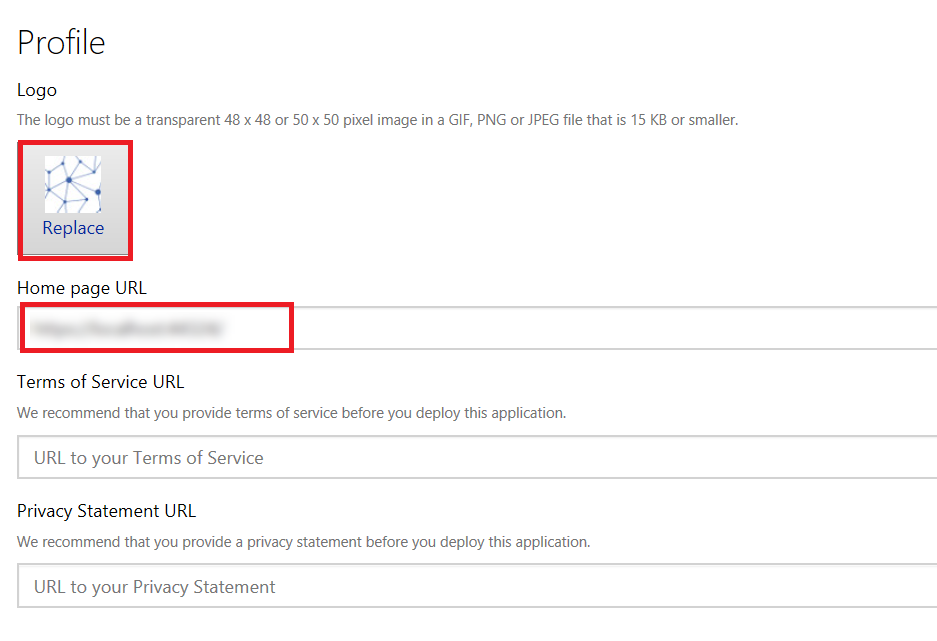 Profile
Logo
The logo must be a transparent 48 x 48 or 50 x 50 pixel image in a GIF, PNG or JPEG file that is 15 KB or smaller.
Replace
Home page URL
Terms of Service URL
We recommend that you provide terms of service before you deploy this application.
URL to your Terms of Service
Privacy Statement URL
We recommend that you provide a privacy statement before you deploy this application.
URL to your Privacy Statement